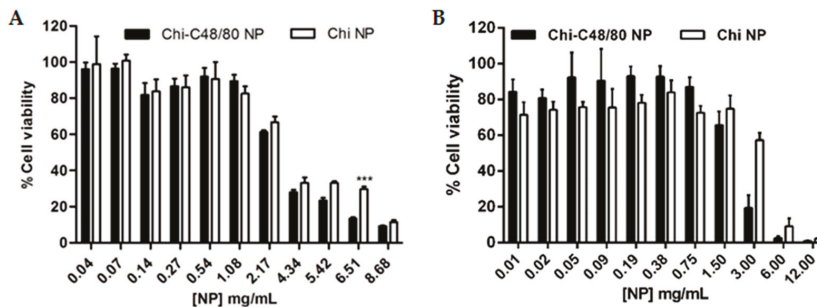 A
Chi-C48/80 NP Chi NP
120
100
80
60
40
20
0
% Cell viability
***
0.04 0.07 0.14 0.27 0.54 1.08 2.17 4.34 5.42 6.51 8.68
[NP] mg/mL
B
Chi-C48/80 NP Chi NP
120
100
80
60
40
20
0
% Cell viability
0.01 0.02 0.05 0.09 0.19 0.38 0.75 1.50 3.00 6.00 12.00
[NP] mg/mL